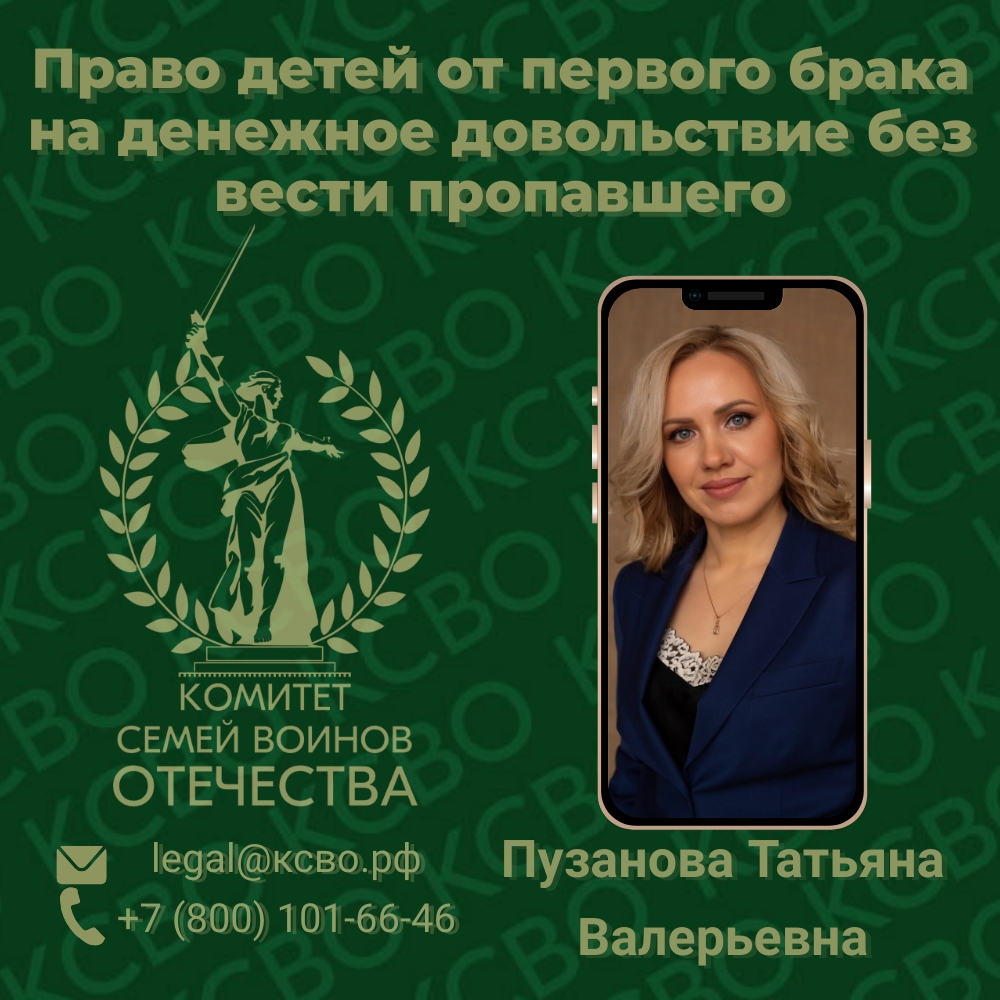 Право детей от первого брака
на денежное довольствие без
вести пропавшего
КОМИТЕТ
СЕМЕЙ ВОИНОВ
ОТЕЧЕСТВА
legal@ксво.рф
+7 (800) 101-66-46
Пузанова Татьяна
Валерьевна
КСВО